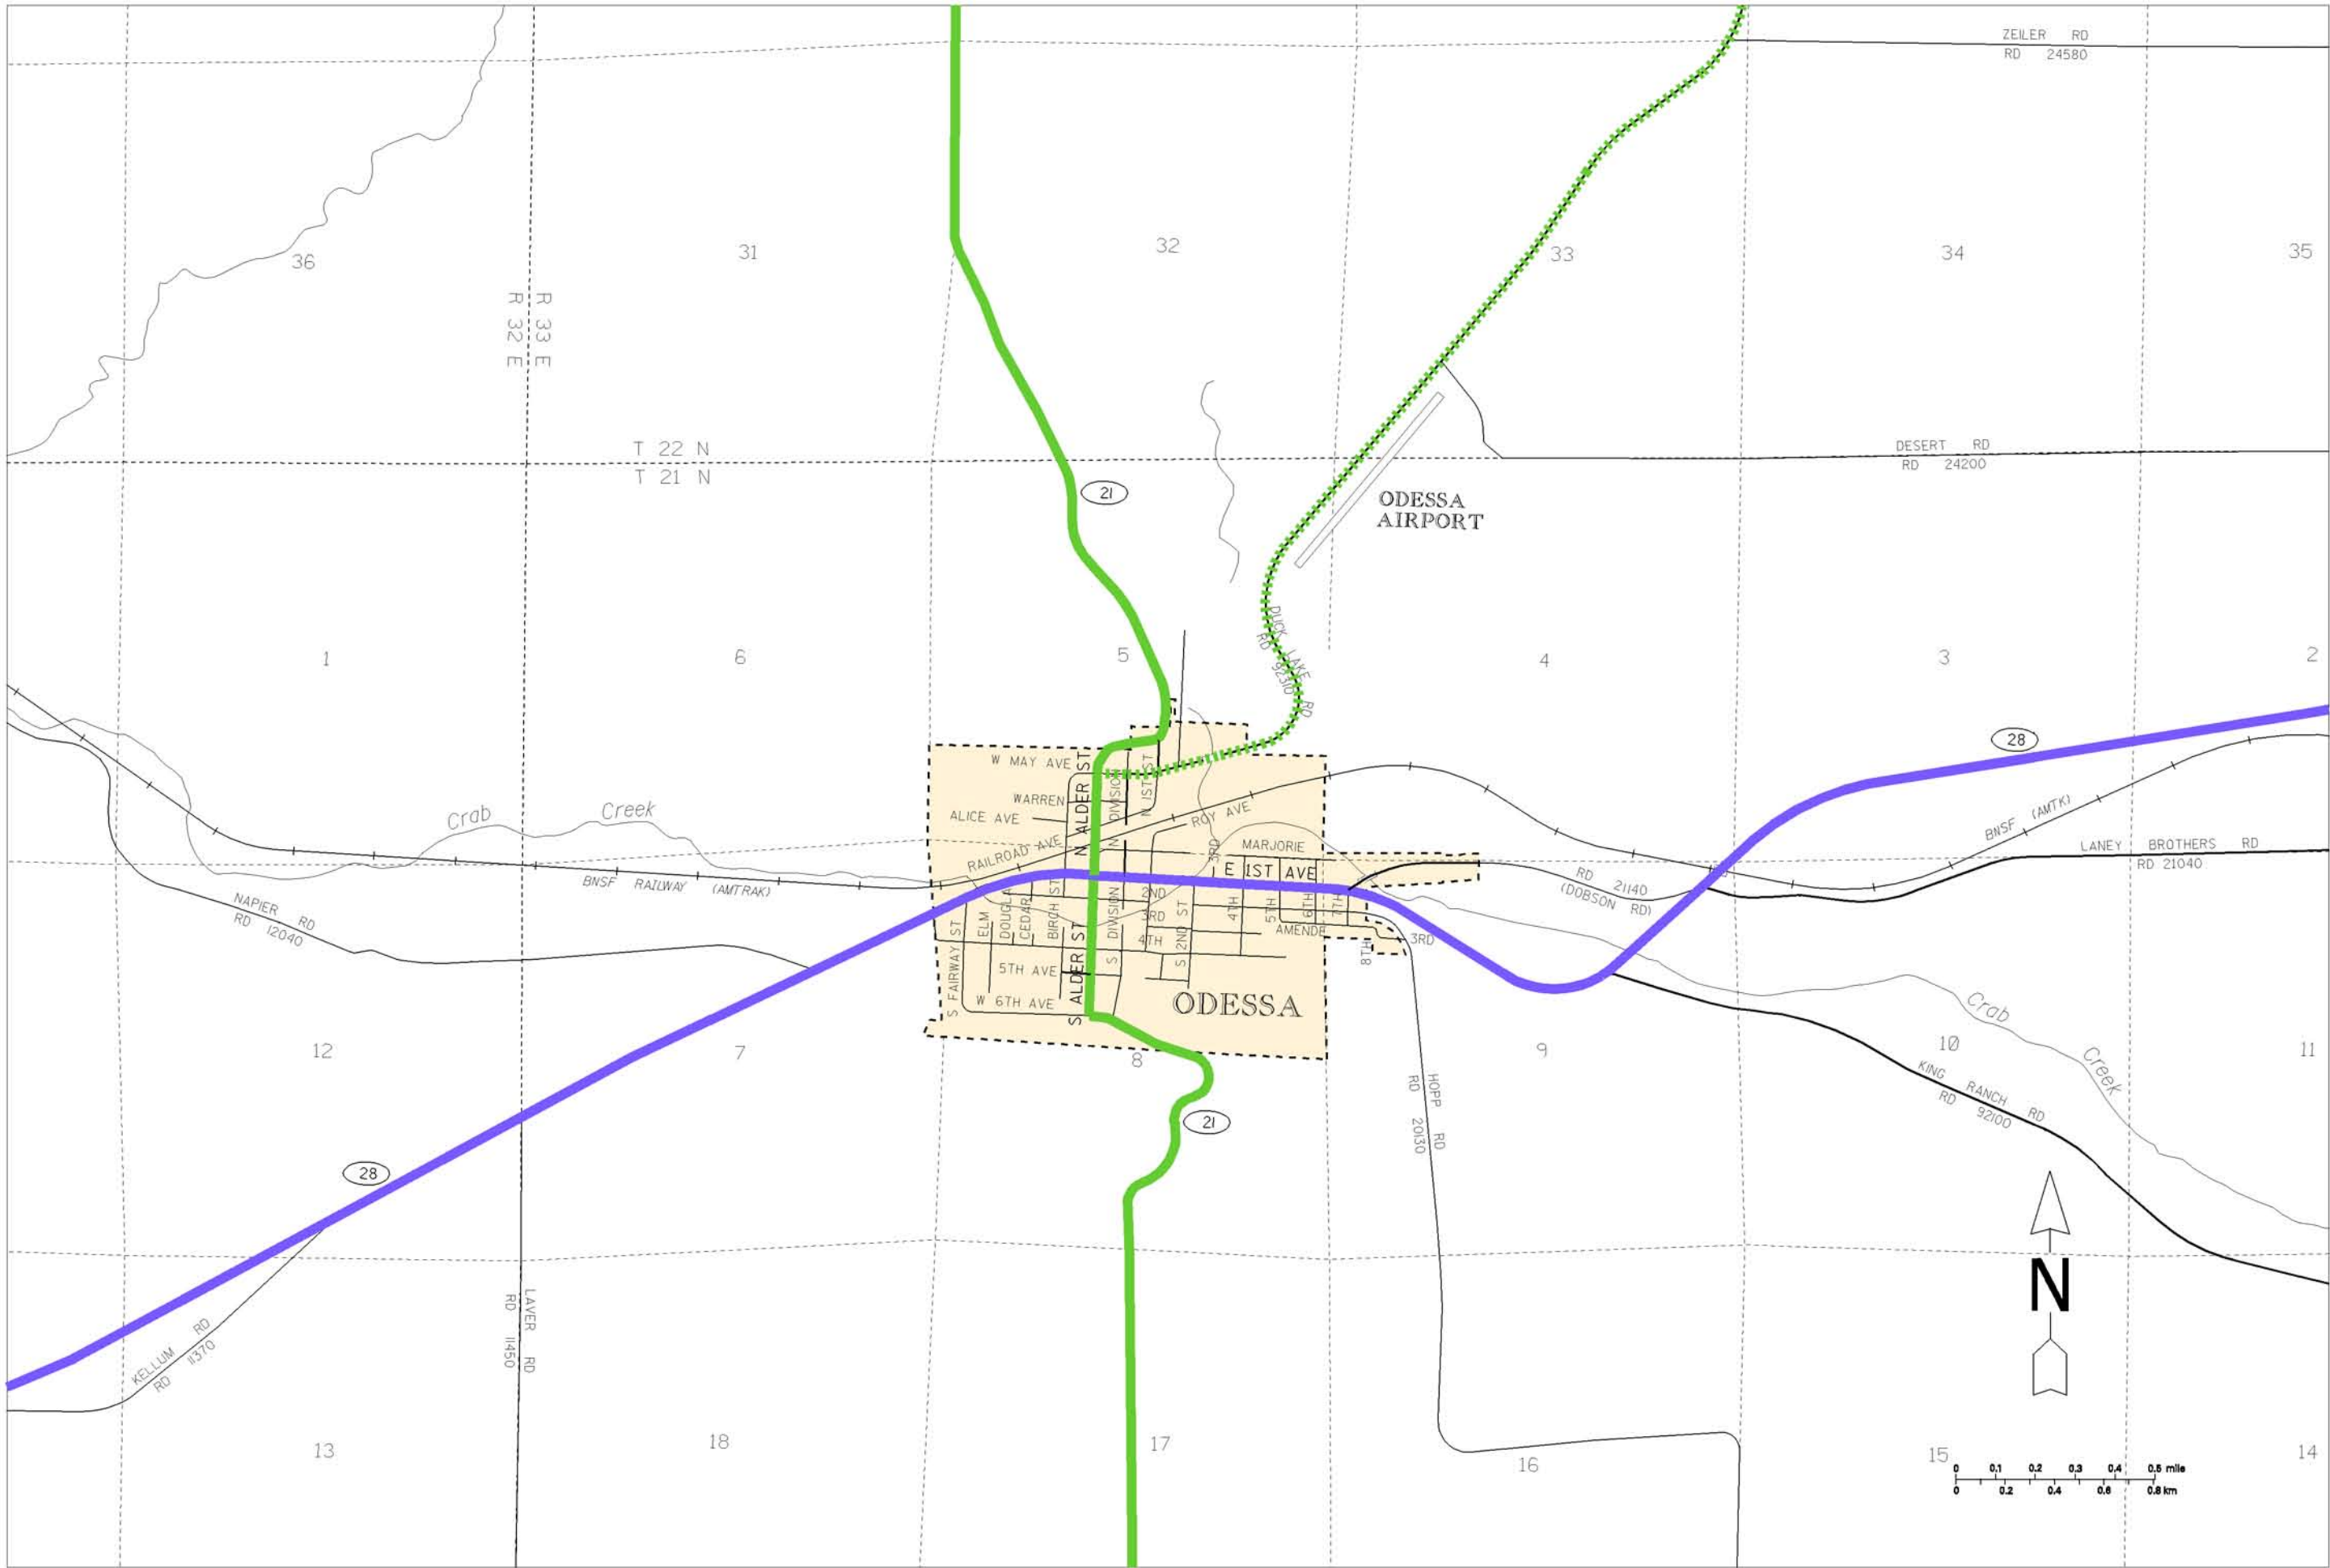 ZEILER RD
RD 24580
36
31
32
33
34
35
R 33 E
R 32 E
T 22 N
T 21 N
DESERT RD
RD 24200
21
ODESSA
AIRPORT
DUCK LAKE RD
RD 92310
1
6
5
4
3
2
28
W MAY AVE
N ALDER ST
N DIVISION
N 1ST ST
WARREN
ALICE AVE
ROY AVE
RAILROAD AVE
Crab Creek
BNSF RAILWAY (AMTRAK)
BNSF (AMTK)
LANEY BROTHERS RD
RD 21040
MARJORIE
3RD
E 1ST AVE
RD 21140
(DOBSON RD)
NAPIER RD
RD 12040
2ND
3RD
4TH
S FAIRWAY ST
ELM
CEDAR
BIRCH ST
S ALDER ST
S DIVISION
S 2ND ST
4TH
5TH
6TH
7TH
8TH
AMENDE
3RD
5TH AVE
W 6TH AVE
ODESSA
12
7
8
9
10
11
Crab Creek
KING RANCH RD
RD 92100
HOPP RD
RD 20130
21
28
N
LAVER RD
RD 11450
KELLUM RD
RD 11370
13
18
17
16
15
14
0 0.1 0.2 0.3 0.4 0.5 mile
0 0.2 0.4 0.6 0.8 km